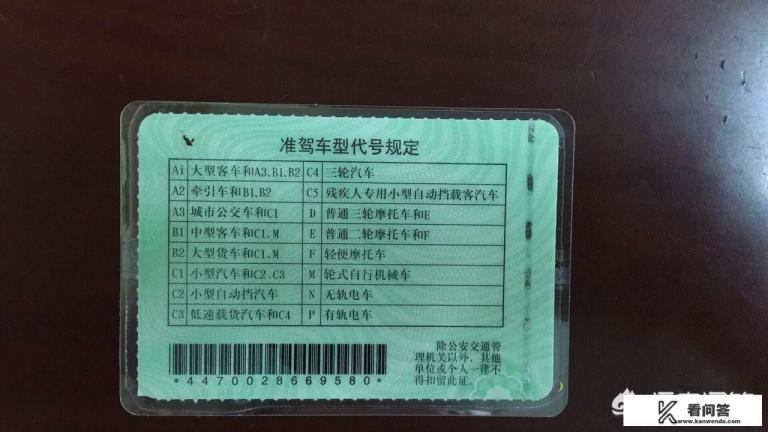 准驾车型代号规定
A1 大型客车和A3、B1、B2 C4 三轮汽车
A2 牵引车和B1、B2 C5 残疾人专用小型自动挡载客汽车
A3 城市公交车和C1 D 普通三轮摩托车和E
B1 中型客车和C1、M E 普通二轮摩托车和F
B2 大型货车和C1、M F 轻便摩托车
C1 小型汽车和C2、C3 M 轮式自行机械车
C2 小型自动挡汽车 N 无轨电车
C3 低速载货汽车和C4 P 有轨电车
除公安交通管
理机关以外，其他
单位或个人一律不
得扣留此证。
*4470028669580*
看问答
www.kanwenda.com